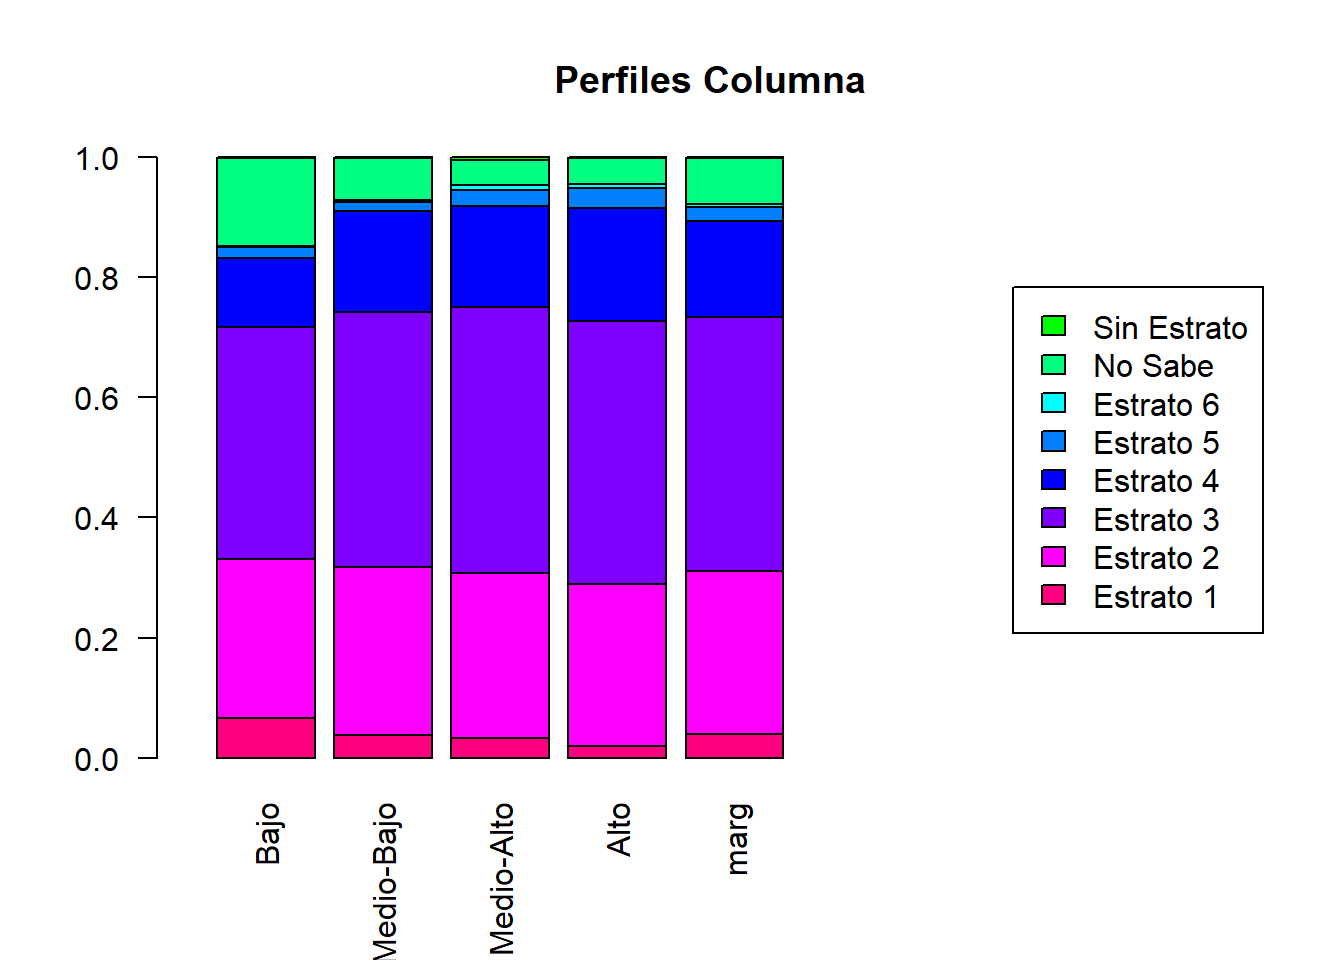 Perfiles Columna
1.0
0.8
0.6
0.4
0.2
0.0
Bajo
Medio-Bajo
Medio-Alto
Alto
marg
Sin Estrato
No Sabe
Estrato 6
Estrato 5
Estrato 4
Estrato 3
Estrato 2
Estrato 1